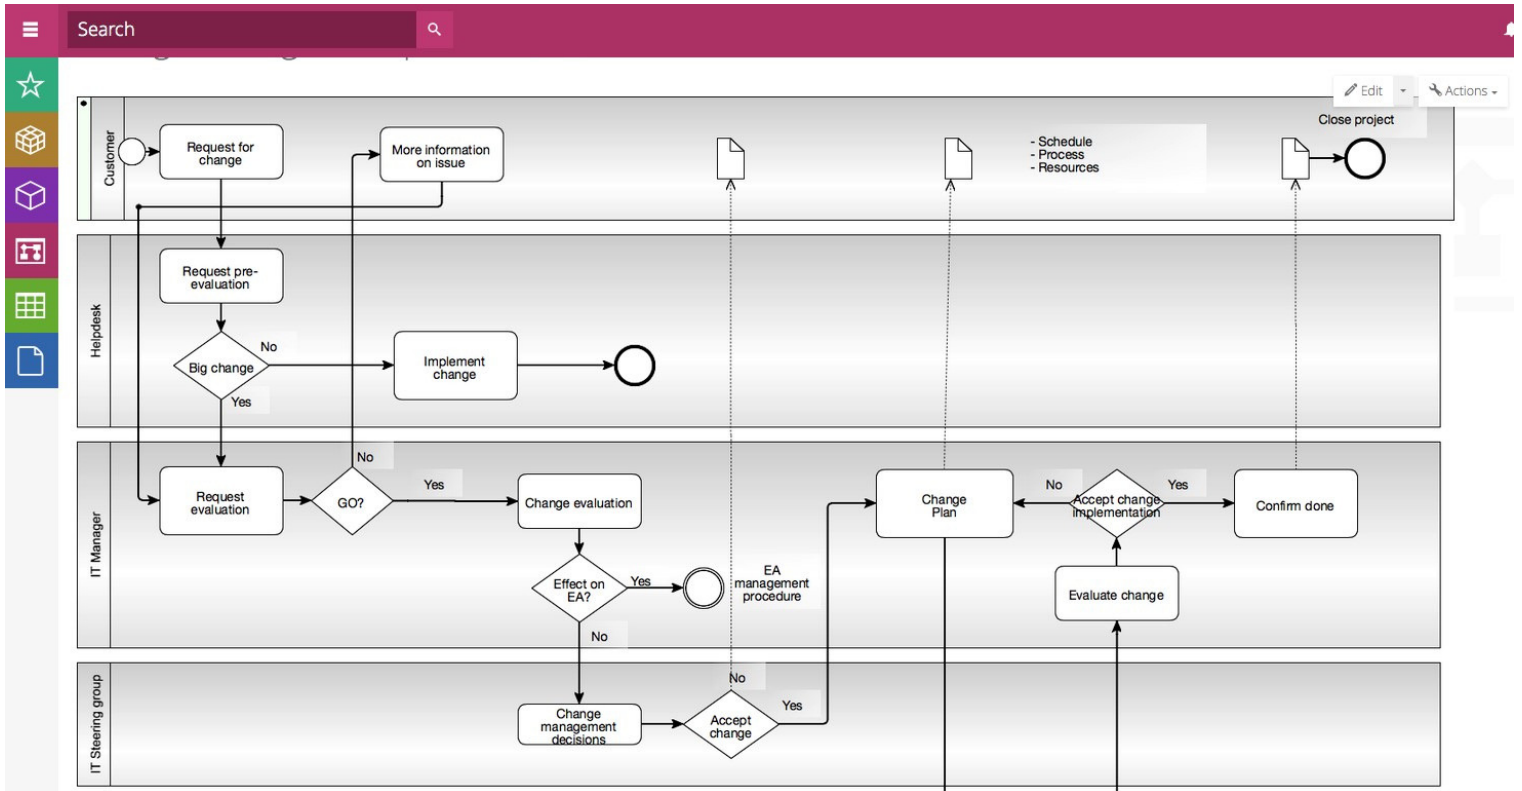 Search
Edit
Actions
Close project
Customer
Request for
change
More information
on issue
- Schedule
- Process
- Resources
Helpdesk
Request pre-
evaluation
Big change
No
Yes
Implement
change
IT Manager
Request
evaluation
GO?
No
Yes
Change evaluation
Effect on
EA?
Yes
No
EA
management
procedure
Change
Plan
No
Accept change
implementation
Yes
Confirm done
Evaluate change
IT Steering group
Change
management
decisions
Accept
change
No
Yes